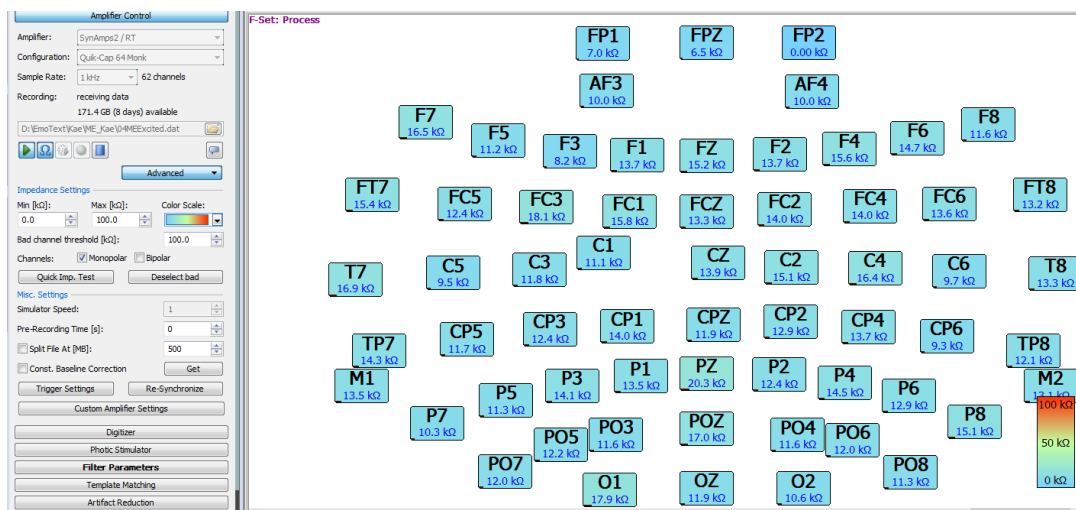 Amplifier Control
Amplifier: SynAmps2 / RT
Configuration: Quik-Cap 64 Monk
Sample Rate: 1 kHz 62 channels
Recording: receiving data
171.4 GB (8 days) available
D:\EmoText\Kae\ME_Kae\04MEExcited.dat
Advanced
Impedance Settings
Min [kΩ]: Max [kΩ]: Color Scale:
0.0 100.0
Bad channel threshold [kΩ]: 100.0
Channels: Monopolar Bipolar
Quick Imp. Test Deselect bad
Misc. Settings
Simulator Speed: 1
Pre-Recording Time [s]: 0
Split File At [MB]: 500
Const. Baseline Correction Get
Trigger Settings Re-Synchronize
Custom Amplifier Settings
Digitizer
Photic Stimulator
Filter Parameters
Template Matching
Artifact Reduction
F-Set: Process
FP1 FPZ FP2
7.0 kΩ 6.5 kΩ 0.00 kΩ
AF3 AF4
10.0 kΩ 10.0 kΩ
F7 F5 F3 F1 FZ F2 F4 F6 F8
16.5 kΩ 11.2 kΩ 8.2 kΩ 13.7 kΩ 15.2 kΩ 13.7 kΩ 15.6 kΩ 14.7 kΩ 11.6 kΩ
FT7 FC5 FC3 FC1 FCZ FC2 FC4 FC6 FT8
15.4 kΩ 12.4 kΩ 18.1 kΩ 15.8 kΩ 13.3 kΩ 14.0 kΩ 14.0 kΩ 13.6 kΩ 13.2 kΩ
T7 C5 C3 C1 CZ C2 C4 C6 T8
16.9 kΩ 9.5 kΩ 11.8 kΩ 11.1 kΩ 13.9 kΩ 15.1 kΩ 16.4 kΩ 9.7 kΩ 13.3 kΩ
TP7 CP5 CP3 CP1 CPZ CP2 CP4 CP6 TP8
14.3 kΩ 11.7 kΩ 12.4 kΩ 14.0 kΩ 11.9 kΩ 12.9 kΩ 13.7 kΩ 9.3 kΩ 12.1 kΩ
M1 P7 P5 P3 P1 PZ P2 P4 P6 P8 M2
13.5 kΩ 10.3 kΩ 11.3 kΩ 14.1 kΩ 13.5 kΩ 20.3 kΩ 12.4 kΩ 14.5 kΩ 12.9 kΩ 15.1 kΩ
PO7 PO5 PO3 POZ PO4 PO6 PO8
12.0 kΩ 12.2 kΩ 11.6 kΩ 17.0 kΩ 11.6 kΩ 12.0 kΩ 11.3 kΩ
O1 OZ O2
17.9 kΩ 11.9 kΩ 10.6 kΩ
100 kΩ
50 kΩ
0 kΩ